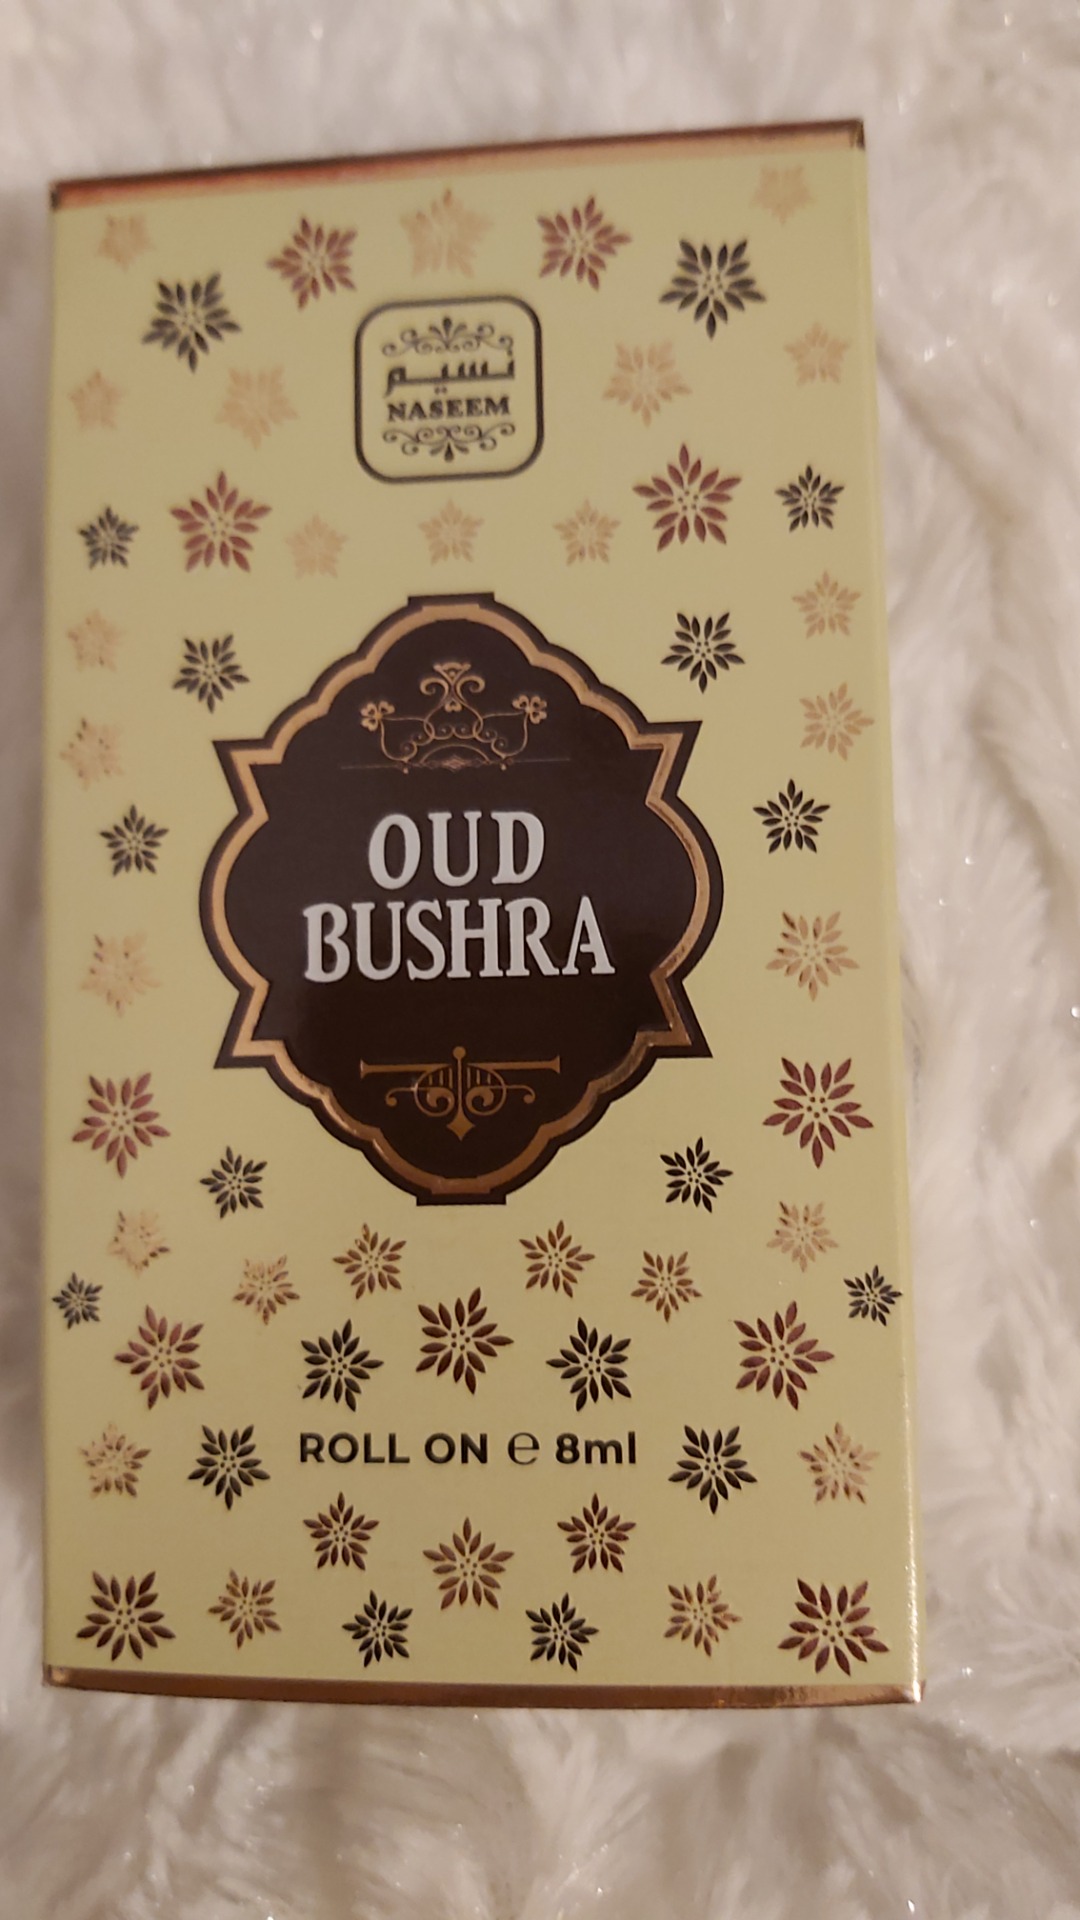 نسيم
NASEEM
OUD
BUSHRA
ROLL ON ℮ 8ml